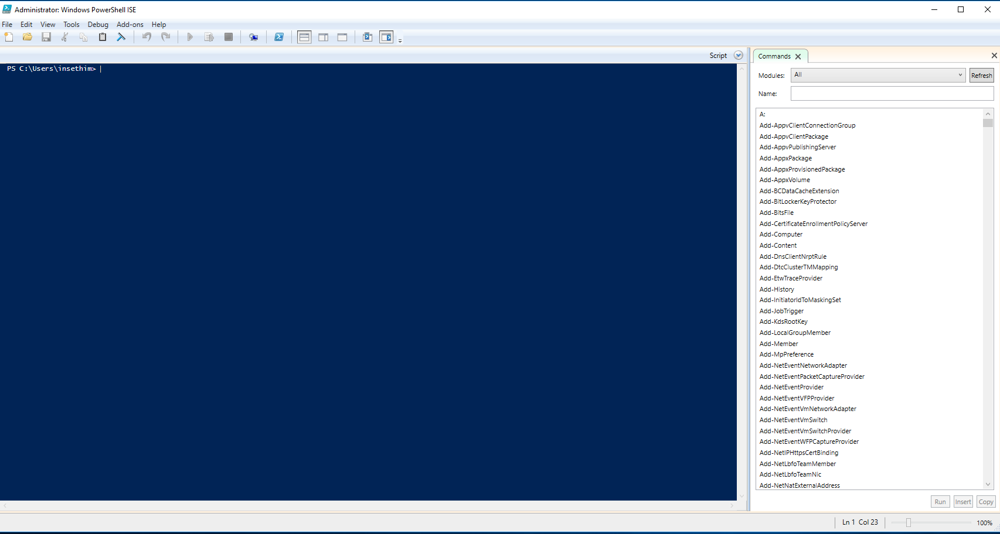 Administrator: Windows PowerShell ISE
File Edit View Tools Debug Add-ons Help
Script
PS C:\Users\insethim>
Commands
Modules: All Refresh
Name:
A:
Add-AppvClientConnectionGroup
Add-AppvClientPackage
Add-AppvPublishingServer
Add-AppxPackage
Add-AppxProvisionedPackage
Add-AppxVolume
Add-BCDataCacheExtension
Add-BitLockerKeyProtector
Add-BitsFile
Add-CertificateEnrollmentPolicyServer
Add-Computer
Add-Content
Add-DnsClientNrptRule
Add-DtcClusterTMMapping
Add-EtwTraceProvider
Add-History
Add-InitiatorIdToMaskingSet
Add-JobTrigger
Add-KdsRootKey
Add-LocalGroupMember
Add-Member
Add-MpPreference
Add-NetEventNetworkAdapter
Add-NetEventPacketCaptureProvider
Add-NetEventProvider
Add-NetEventVFPProvider
Add-NetEventVmNetworkAdapter
Add-NetEventVmSwitch
Add-NetEventVmSwitchProvider
Add-NetEventWFPCaptureProvider
Add-NetIPHttpsCertBinding
Add-NetLbfoTeamMember
Add-NetLbfoTeamNic
Add-NetNatExternalAddress
Run Insert Copy
Ln 1 Col 23 100%